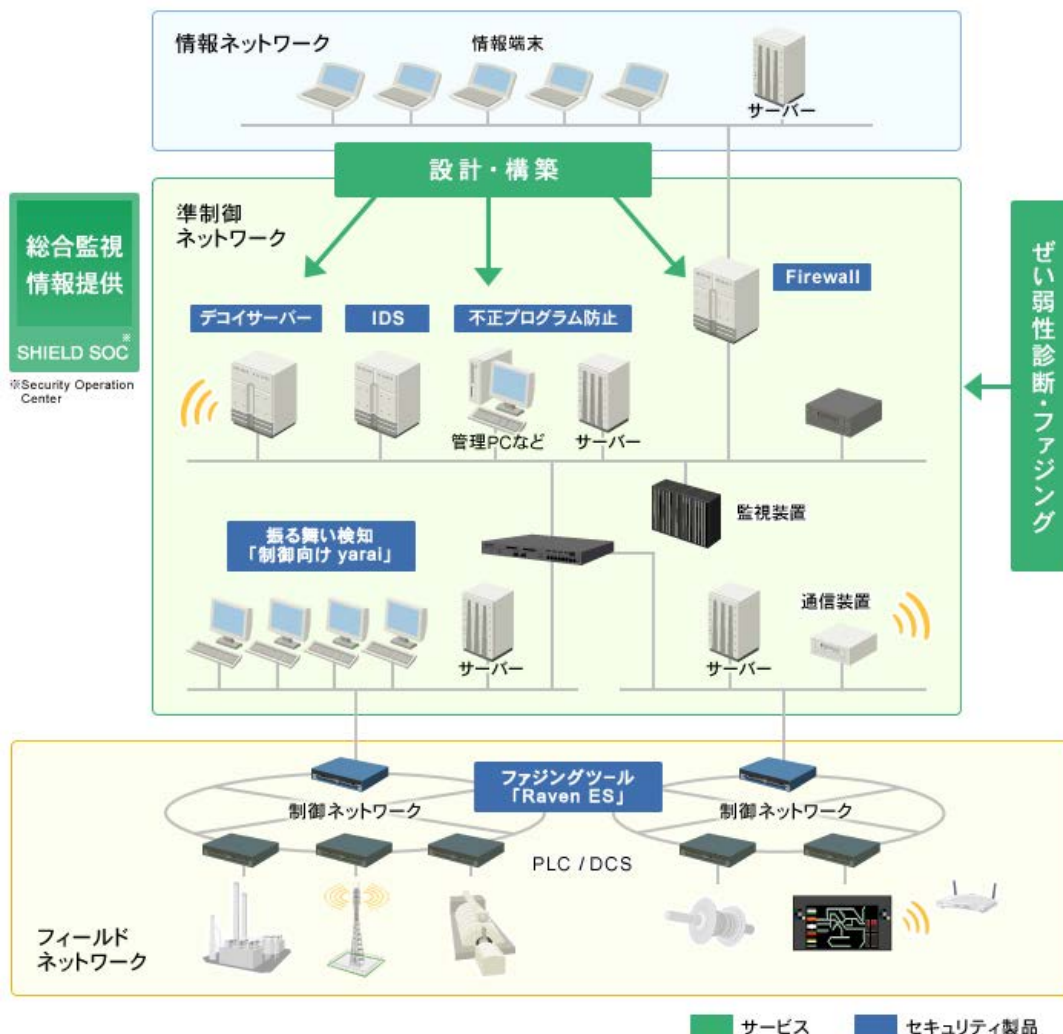 情報ネットワーク
情報端末
サーバー
設計・構築
総合監視
情報提供
SHIELD SOC※
※Security Operation
Center
準制御
ネットワーク
Firewall
デコイサーバー
IDS
不正プログラム防止
ぜい弱性診断・ファジング
管理PCなど
サーバー
監視装置
振る舞い検知
「制御向け yarai」
サーバー
サーバー
通信装置
ファジングツール
「Raven ES」
制御ネットワーク
制御ネットワーク
PLC / DCS
フィールド
ネットワーク
サービス
セキュリティ製品